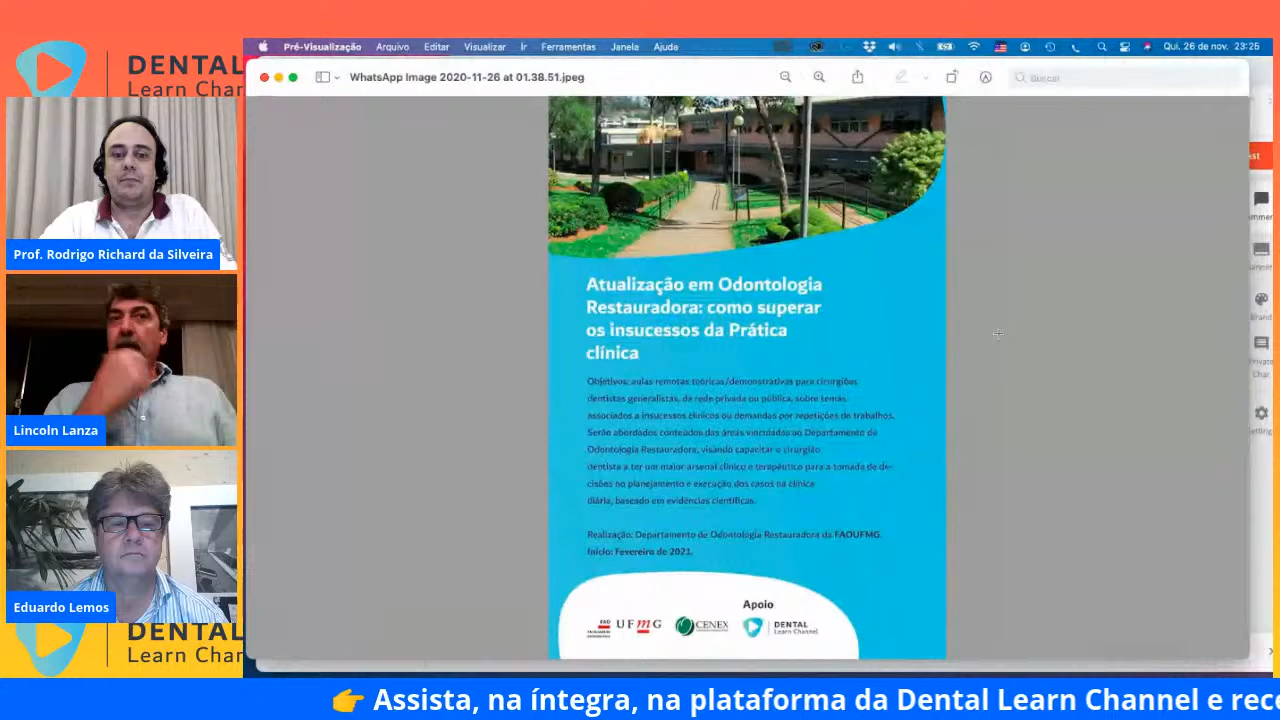 DENTAL
Learn Channel
Pré-Visualização Arquivo Editar Visualizar Ir Ferramentas Janela Ajuda
Qui. 26 de nov. 23:25
WhatsApp Image 2020-11-26 at 01.38.51.jpeg
Buscar
Prof. Rodrigo Richard da Silveira
Lincoln Lanza
Eduardo Lemos
DENTAL
Learn Char
Atualização em Odontologia
Restauradora: como superar
os insucessos da Prática
clínica
Objetivos: aulas remotas teóricas/demonstrativas para cirurgiões
dentistas generalistas, da rede privada ou pública, sobre temas
associados a insucessos clínicos ou demandas por repetições de trabalhos.
Serão abordados conteúdos das áreas vinculadas ao Departamento de
Odontologia Restauradora, visando capacitar o cirurgião
dentista a ter um maior arsenal clínico e terapêutico para a tomada de de-
cisões no planejamento e execução dos casos na clínica
diária, baseado em evidências científicas.
Realização: Departamento de Odontologia Restauradora da FAOUFMG.
Início: Fevereiro de 2021.
Apoio
FAO
UFMG
CENEX
DENTAL
Learn Channel
Private
Assista, na íntegra, na plataforma da Dental Learn Channel e rec